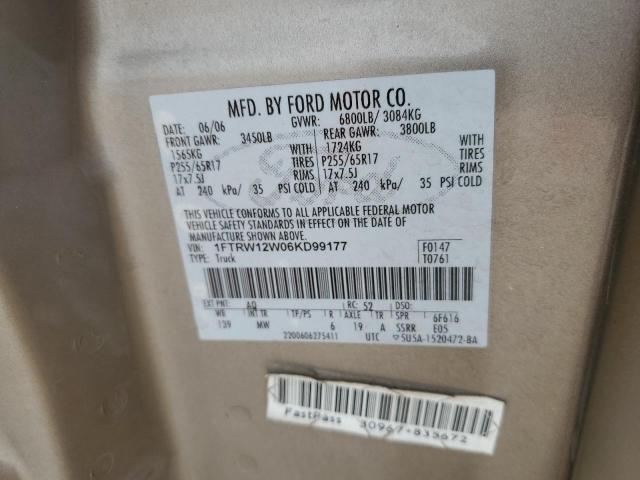 MFD. BY FORD MOTOR CO.
DATE: 06/06 GVWR: 6800LB/ 3084KG
FRONT GAWR: 3450LB REAR GAWR: 3800LB
1565KG WITH 1724KG WITH
P255/65R17 TIRES P255/65R17 TIRES
17x7.5J RIMS 17x7.5J RIMS
AT 240 kPa/ 35 PSI COLD AT 240 kPa/ 35 PSI COLD
THIS VEHICLE CONFORMS TO ALL APPLICABLE FEDERAL MOTOR
VEHICLE SAFETY STANDARDS IN EFFECT ON THE DATE OF
MANUFACTURE SHOWN ABOVE.
VIN: 1FTRW12W06KD99177 F0147
TYPE: Truck T0761
EXT PNT: AQ RC: 52 DSO:
WB INT TR TP/PS R AXLE TR SPR 6F616
139 MW 6 19 A SSRR E05
2200606275411 UTC 5U5A-1520472-BA
FastPass 30967-835672